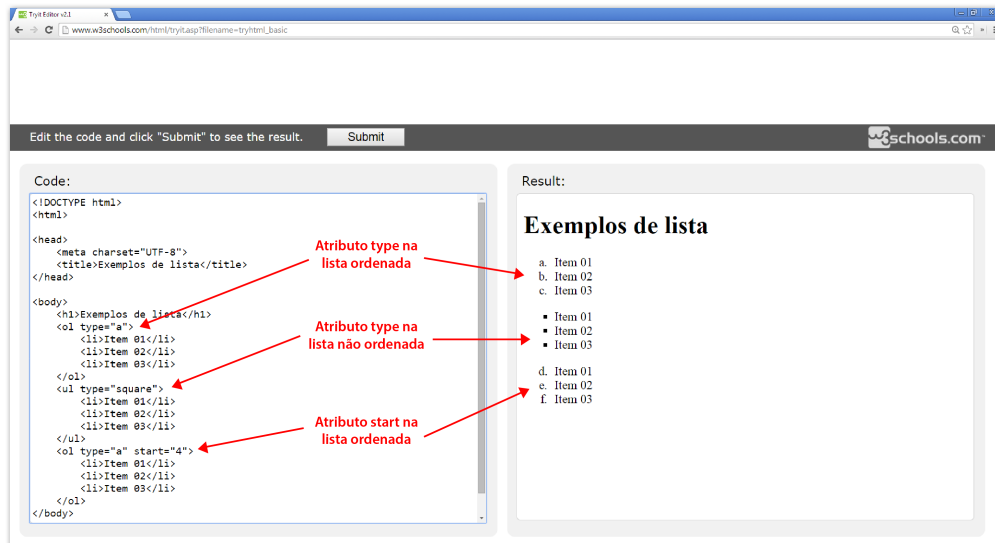 Tryit Editor v2.1
www.w3schools.com/html/tryit.asp?filename=tryhtml_basic
Edit the code and click "Submit" to see the result.
Submit
w3schools.com
Code:
<!DOCTYPE html>
<html>
<head>
<meta charset="UTF-8">
<title>Exemplos de lista</title>
</head>
<body>
<h1>Exemplos de lista</h1>
<ol type="a">
<li>Item 01</li>
<li>Item 02</li>
<li>Item 03</li>
</ol>
<ul type="square">
<li>Item 01</li>
<li>Item 02</li>
<li>Item 03</li>
</ul>
<ol type="a" start="4">
<li>Item 01</li>
<li>Item 02</li>
<li>Item 03</li>
</ol>
</body>
Atributo type na
lista ordenada
Atributo type na
lista não ordenada
Atributo start na
lista ordenada
Result:
Exemplos de lista
a. Item 01
b. Item 02
c. Item 03
▪ Item 01
▪ Item 02
▪ Item 03
d. Item 01
e. Item 02
f. Item 03